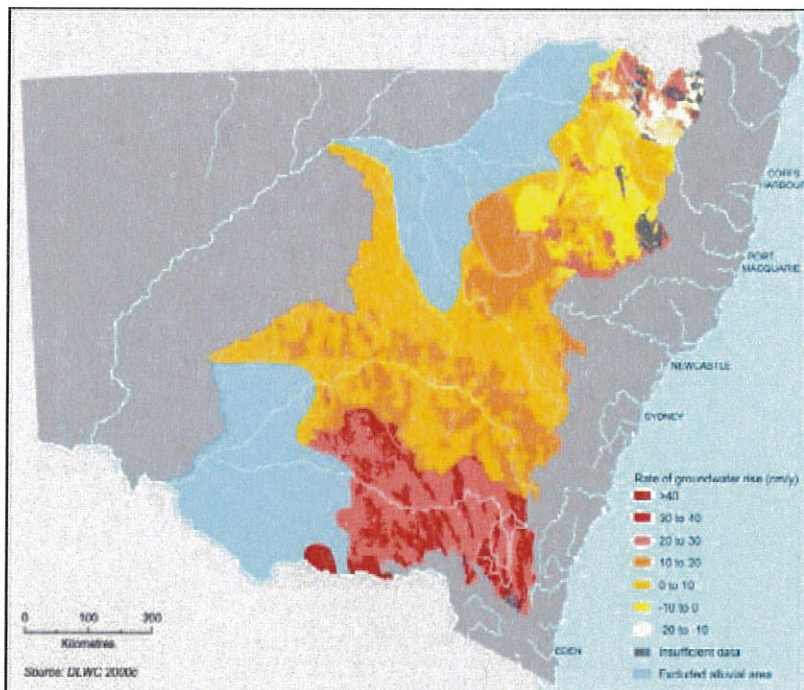 COFFS
HARBOUR
PORT
MACQUARIE
NEWCASTLE
SYDNEY
Rate of groundwater rise (cm/y)
>40
30 to 40
20 to 30
10 to 20
0 to 10
-10 to 0
-20 to -10
Insufficient data
Excluded alluvial area
EDEN
0 100 200
Kilometres
Source: DLWC 2000c